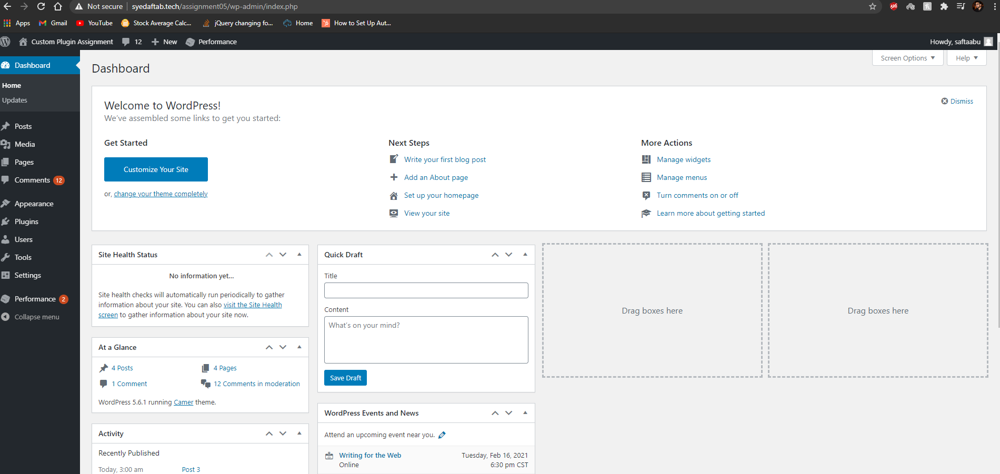 Not secure | syedaftab.tech/assignment05/wp-admin/index.php
Apps Gmail YouTube Stock Average Calc... jQuery changing fo... Home How to Set Up Aut...
Custom Plugin Assignment 12 New Performance Howdy, saftaabu
Dashboard
Home
Updates
Posts
Media
Pages
Comments 12
Appearance
Plugins
Users
Tools
Settings
Performance 2
Collapse menu
Screen Options Help
Dashboard
Welcome to WordPress!
We've assembled some links to get you started:
Dismiss
Get Started
Customize Your Site
or, change your theme completely
Next Steps
Write your first blog post
Add an About page
Set up your homepage
View your site
More Actions
Manage widgets
Manage menus
Turn comments on or off
Learn more about getting started
Site Health Status
No information yet...
Site health checks will automatically run periodically to gather
information about your site. You can also visit the Site Health
screen to gather information about your site now.
At a Glance
4 Posts 4 Pages
1 Comment 12 Comments in moderation
WordPress 5.6.1 running Camer theme.
Activity
Recently Published
Today, 3:00 am Post 3
Quick Draft
Title
Content
What's on your mind?
Save Draft
WordPress Events and News
Attend an upcoming event near you.
Writing for the Web Tuesday, Feb 16, 2021
Online 6:30 pm CST
Drag boxes here
Drag boxes here